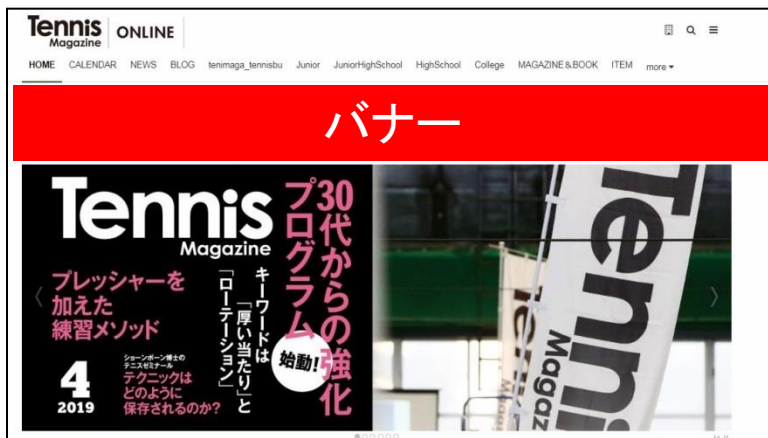 Tennis
Magazine
ONLINE
HOME CALENDAR NEWS BLOG tenimaga_tennisbu Junior JuniorHighSchool HighSchool College MAGAZINE & BOOK ITEM more
バナー
Tennis
Magazine
30代からの強化
プログラム
始動!
キーワードは
「厚い当たり」と
「ローテーション」
プレッシャーを
加えた
練習メソッド
4
2019
ショーンボーン博士の
テニスゼミナール
テクニックは
どのように
保存されるのか?
Tenni
Magaz